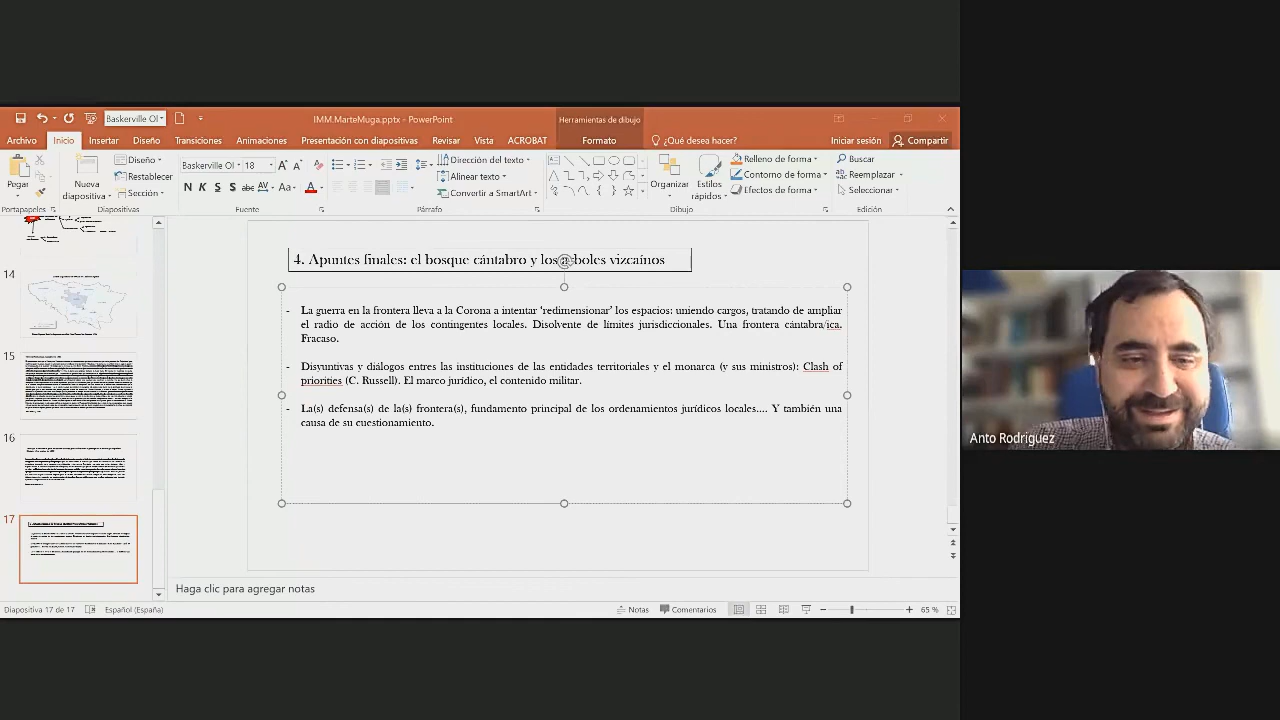 Baskerville Ol
IMM.MarteMuga.pptx - PowerPoint
Herramientas de dibujo
Archivo Inicio Insertar Diseño Transiciones Animaciones Presentación con diapositivas Revisar Vista ACROBAT Formato ¿Qué desea hacer? Iniciar sesión Compartir
Pegar
Portapapeles
Nueva
diapositiva
Diseño
Restablecer
Sección
Diapositivas
Baskerville Ol 18 A A
N K S S abc AV Aa A
Fuente
Dirección del texto
Alinear texto
Convertir a SmartArt
Párrafo
Organizar
Estilos
rápidos
Relleno de forma
Contorno de forma
Efectos de forma
Dibujo
Buscar
Reemplazar
Seleccionar
Edición
14
15
16
17
4. Apuntes finales: el bosque cántabro y los árboles vizcaínos
- La guerra en la frontera lleva a la Corona a intentar ‘redimensionar’ los espacios: uniendo cargos, tratando de ampliar
el radio de acción de los contingentes locales. Disolvente de límites jurisdiccionales. Una frontera cántabra/ica.
Fracaso.
- Disyuntivas y diálogos entres las instituciones de las entidades territoriales y el monarca (y sus ministros): Clash of
priorities (C. Russell). El marco jurídico, el contenido militar.
- La(s) defensa(s) de la(s) frontera(s), fundamento principal de los ordenamientos jurídicos locales.... Y también una
causa de su cuestionamiento.
Haga clic para agregar notas
Diapositiva 17 de 17 Español (España) Notas Comentarios 65 %
Anto Rodriguez